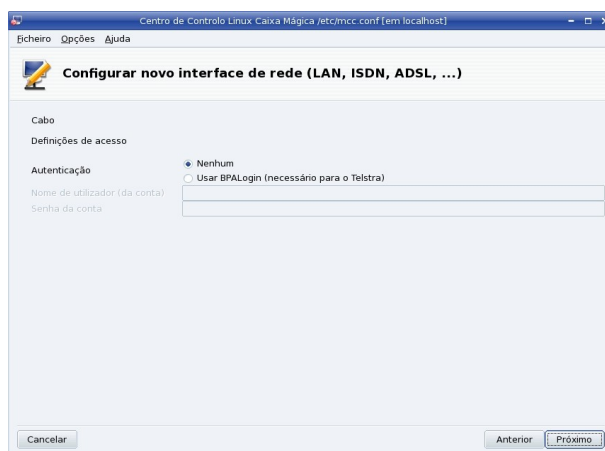 Centro de Controlo Linux Caixa Mágica /etc/mcc.conf [em localhost]
Ficheiro Opções Ajuda
Configurar novo interface de rede (LAN, ISDN, ADSL, ...)
Cabo
Definições de acesso
Autenticação
Nenhum
Usar BPALogin (necessário para o Telstra)
Nome de utilizador (da conta)
Senha da conta
Cancelar Anterior Próximo